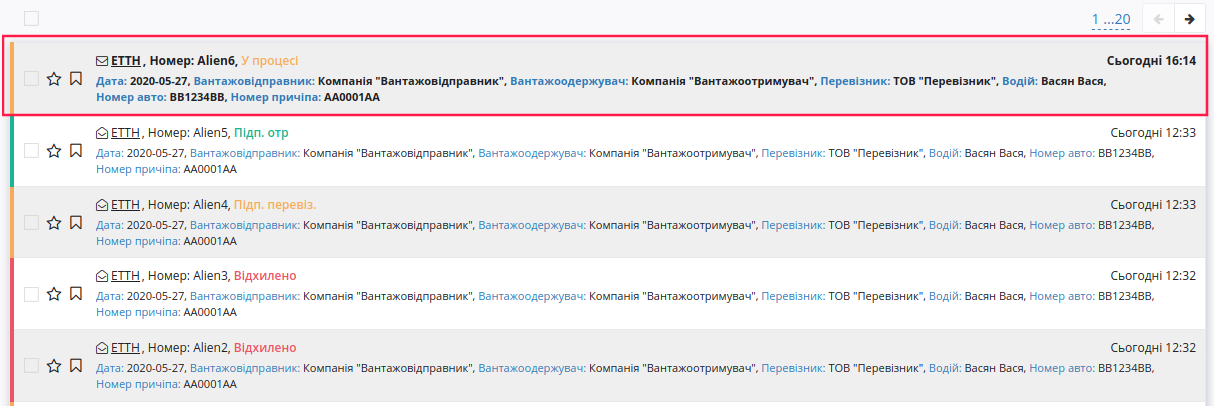 1 ...20
ЕТТН , Номер: Alien6, У процесі Сьогодні 16:14
Дата: 2020-05-27, Вантажовідправник: Компанія "Вантажовідправник", Вантажоодержувач: Компанія "Вантажоотримувач", Перевізник: ТОВ "Перевізник", Водій: Васян Вася,
Номер авто: BB1234BB, Номер причіпа: AA0001AA
ЕТТН , Номер: Alien5, Підп. отр Сьогодні 12:33
Дата: 2020-05-27, Вантажовідправник: Компанія "Вантажовідправник", Вантажоодержувач: Компанія "Вантажоотримувач", Перевізник: ТОВ "Перевізник", Водій: Васян Вася, Номер авто: BB1234BB,
Номер причіпа: AA0001AA
ЕТТН , Номер: Alien4, Підп. перевіз. Сьогодні 12:33
Дата: 2020-05-27, Вантажовідправник: Компанія "Вантажовідправник", Вантажоодержувач: Компанія "Вантажоотримувач", Перевізник: ТОВ "Перевізник", Водій: Васян Вася, Номер авто: BB1234BB,
Номер причіпа: AA0001AA
ЕТТН , Номер: Alien3, Відхилено Сьогодні 12:32
Дата: 2020-05-27, Вантажовідправник: Компанія "Вантажовідправник", Вантажоодержувач: Компанія "Вантажоотримувач", Перевізник: ТОВ "Перевізник", Водій: Васян Вася, Номер авто: BB1234BB,
Номер причіпа: AA0001AA
ЕТТН , Номер: Alien2, Відхилено Сьогодні 12:32
Дата: 2020-05-27, Вантажовідправник: Компанія "Вантажовідправник", Вантажоодержувач: Компанія "Вантажоотримувач", Перевізник: ТОВ "Перевізник", Водій: Васян Вася, Номер авто: BB1234BB,
Номер причіпа: AA0001AA